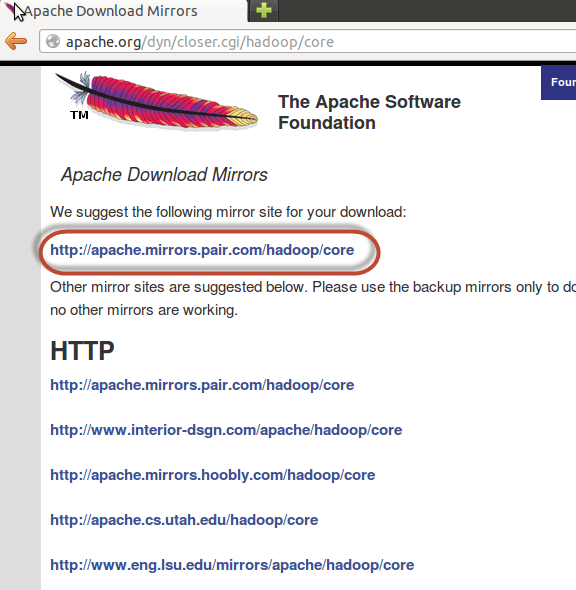 Apache Download Mirrors
apache.org/dyn/closer.cgi/hadoop/core
TM
The Apache Software
Foundation
Apache Download Mirrors
We suggest the following mirror site for your download:
http://apache.mirrors.pair.com/hadoop/core
Other mirror sites are suggested below. Please use the backup mirrors only to
no other mirrors are working.
HTTP
http://apache.mirrors.pair.com/hadoop/core
http://www.interior-dsgn.com/apache/hadoop/core
http://apache.mirrors.hoobly.com/hadoop/core
http://apache.cs.utah.edu/hadoop/core
http://www.eng.lsu.edu/mirrors/apache/hadoop/core